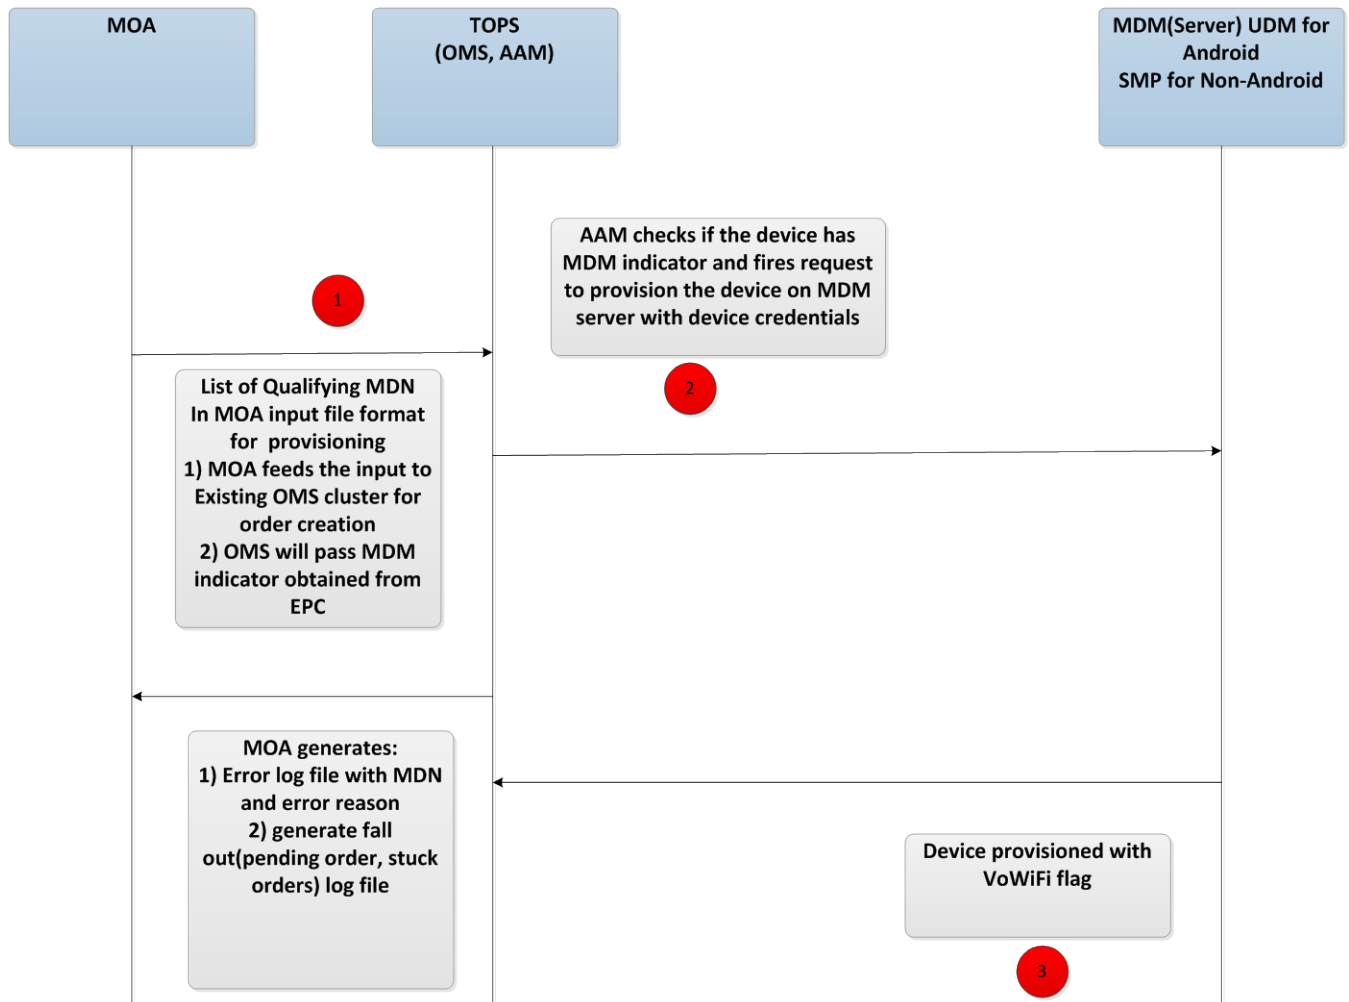 MOA
TOPS
(OMS, AAM)
MDM(Server) UDM for
Android
SMP for Non-Android
AAM checks if the device has
MDM indicator and fires request
to provision the device on MDM
server with device credentials
1
2
List of Qualifying MDN
In MOA input file format
for  provisioning
1) MOA feeds the input to
Existing OMS cluster for
order creation
2) OMS will pass MDM
indicator obtained from
EPC
MOA generates:
1) Error log file with MDN
and error reason
2) generate fall
out(pending order, stuck
orders) log file
Device provisioned with
VoWiFi flag
3